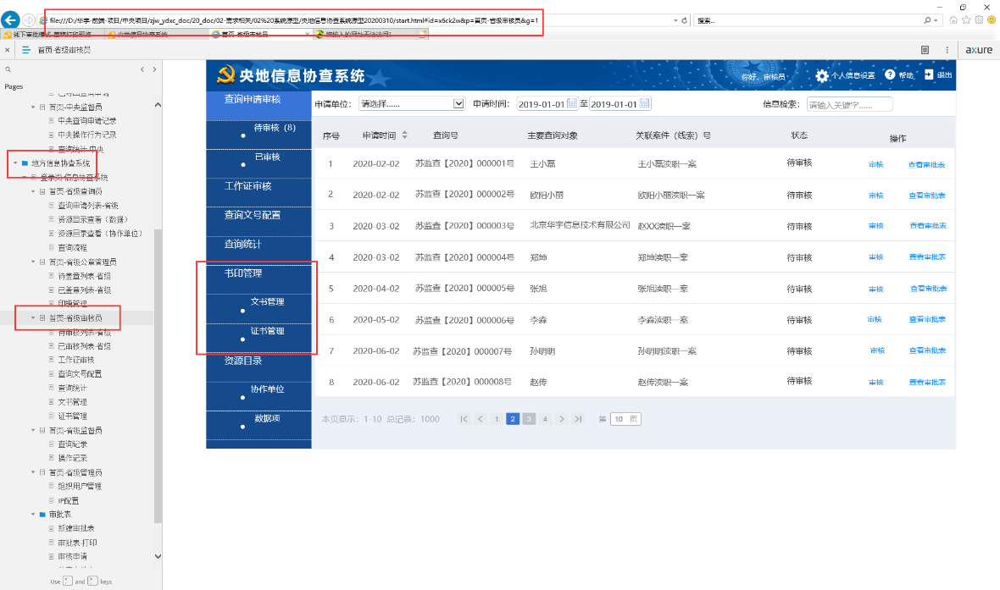 file:///D:/华宇-前端-项目/中央项目/zjw_ydxc_doc/20_doc/02-需求相关/02%20系统原型/央地信息协查系统原型20200310/start.html#id=x6ck2w&p=首页-省级审核员&g=1
搜索...
首页-省级审核员
axure
Pages
首页-中央监督员
中央查询申请记录
中央操作行为记录
查询统计-中央
地方信息协查系统
登录页-信息协查系统
首页-省级查询员
查询申请列表-省级
资源目录查看（数据）
资源目录查看（协作单位）
查询流程
首页-省级公章管理员
待盖章列表-省级
已盖章列表-省级
印模管理
首页-省级审核员
待审核列表-省级
已审核列表-省级
工作证审核
查询文号配置
查询统计
文书管理
证书管理
首页-省级监督员
查询记录
操作记录
首页-省级管理员
组织用户管理
IP配置
审批表
新建审批表
审批表-打印
审核申请
Use < and > keys
央地信息协查系统
你好，审核员
个人信息设置
帮助
退出
查询申请审核
待审核（8）
已审核
工作证审核
查询文号配置
查询统计
书印管理
文书管理
证书管理
资源目录
协作单位
数据项
申请单位： 请选择...... 申请时间： 2019-01-01 至 2019-01-01 信息检索： 请输入关键字......
序号 申请时间 查询号 主要查询对象 关联案件（线索）号 状态 操作
1 2020-02-02 苏监查【2020】000001号 王小磊 王小磊渎职一案 待审核 审核 查看审批表
2 2020-02-02 苏监查【2020】000002号 欧阳小丽 欧阳小丽渎职一案 待审核 审核 查看审批表
3 2020-03-02 苏监查【2020】000003号 北京华宇信息技术有限公司 赵XX渎职一案 待审核 审核 查看审批表
4 2020-03-02 苏监查【2020】000004号 郑坤 郑坤渎职一案 待审核 审核 查看审批表
5 2020-04-02 苏监查【2020】000005号 张旭 张旭渎职一案 待审核 审核 查看审批表
6 2020-05-02 苏监查【2020】000006号 李淼 李淼渎职一案 待审核 审核 查看审批表
7 2020-06-02 苏监查【2020】000007号 孙明明 孙明明渎职一案 待审核 审核 查看审批表
8 2020-06-02 苏监查【2020】000008号 赵传 赵传渎职一案 待审核 审核 查看审批表
本页显示： 1-10 总记录： 1000 1 2 3 4 第 10 页